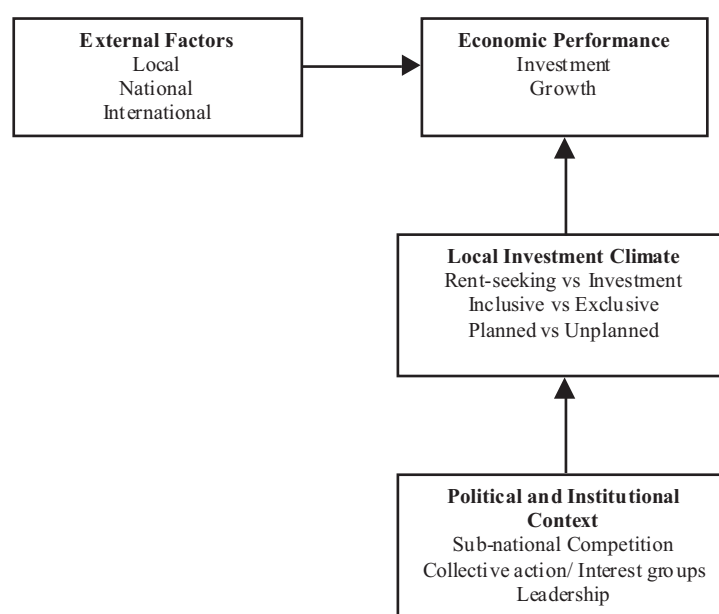 External Factors
Local
National
International
Economic Performance
Investment
Growth
Local Investment Climate
Rent-seeking vs Investment
Inclusive vs Exclusive
Planned vs Unplanned
Political and Institutional
Context
Sub-national Competition
Collective action/ Interest groups
Leadership